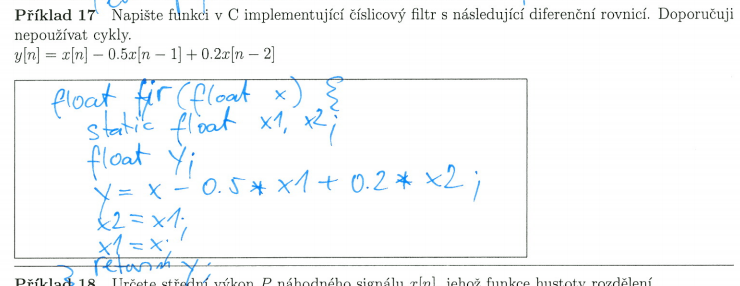 Příklad 17 Napište funkci v C implementující číslicový filtr s následující diferenční rovnicí. Doporučuji
nepoužívat cykly.
y[n] = x[n] − 0.5x[n − 1] + 0.2x[n − 2]
float fir (float x) {
static float x1, x2;
float y;
y = x - 0.5 * x1 + 0.2 * x2 ;
x2 = x1;
x1 = x;
} return y;
Příklad 18 Určete střední výkon P náhodného signálu x[n], jehož funkce hustoty rozdělení